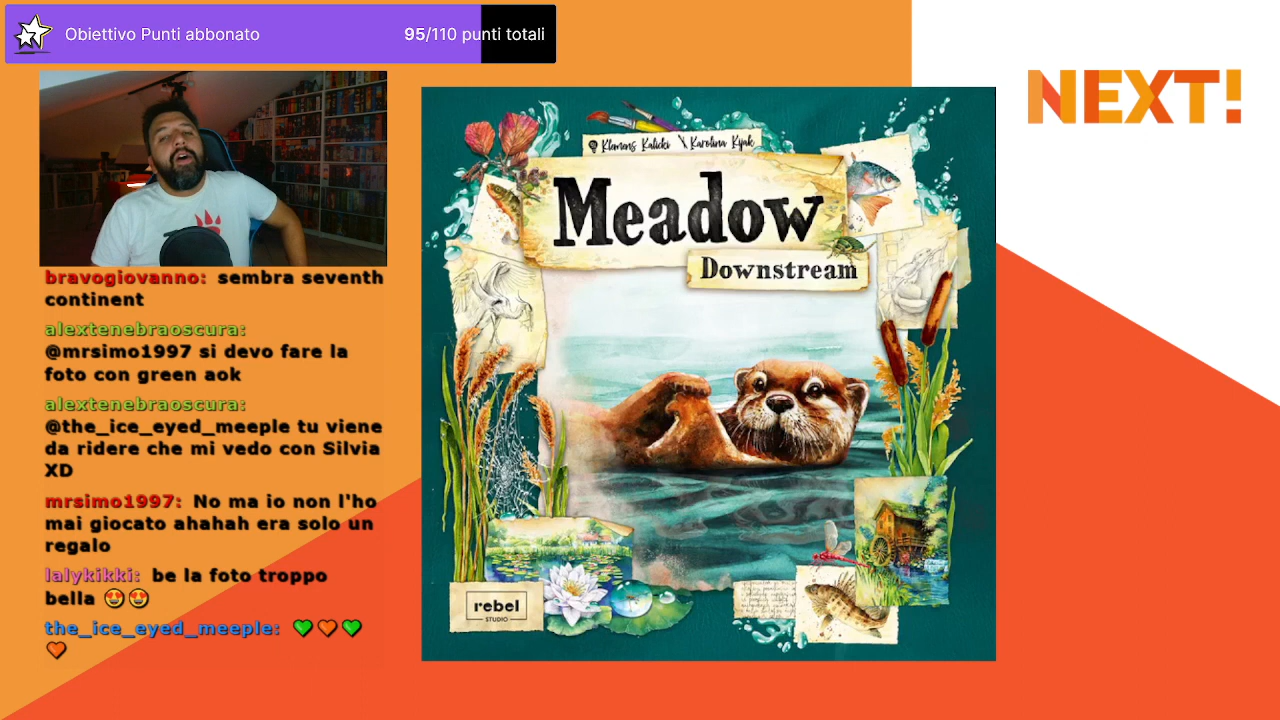 Obiettivo Punti abbonato 95/110 punti totali
NEXT!
Klemens Kalicki \ Karolina Kijak
Meadow
Downstream
rebel
STUDIO
bravogiovanno: sembra seventh
continent
alextenebraoscura:
@mrsimo1997 si devo fare la
foto con green aok
alextenebraoscura:
@the_ice_eyed_meeple tu viene
da ridere che mi vedo con Silvia
XD
mrsimo1997: No ma io non l'ho
mai giocato ahahah era solo un
regalo
lalykikki: be la foto troppo
bella 😍😍
the_ice_eyed_meeple: 💚🧡💚
🧡